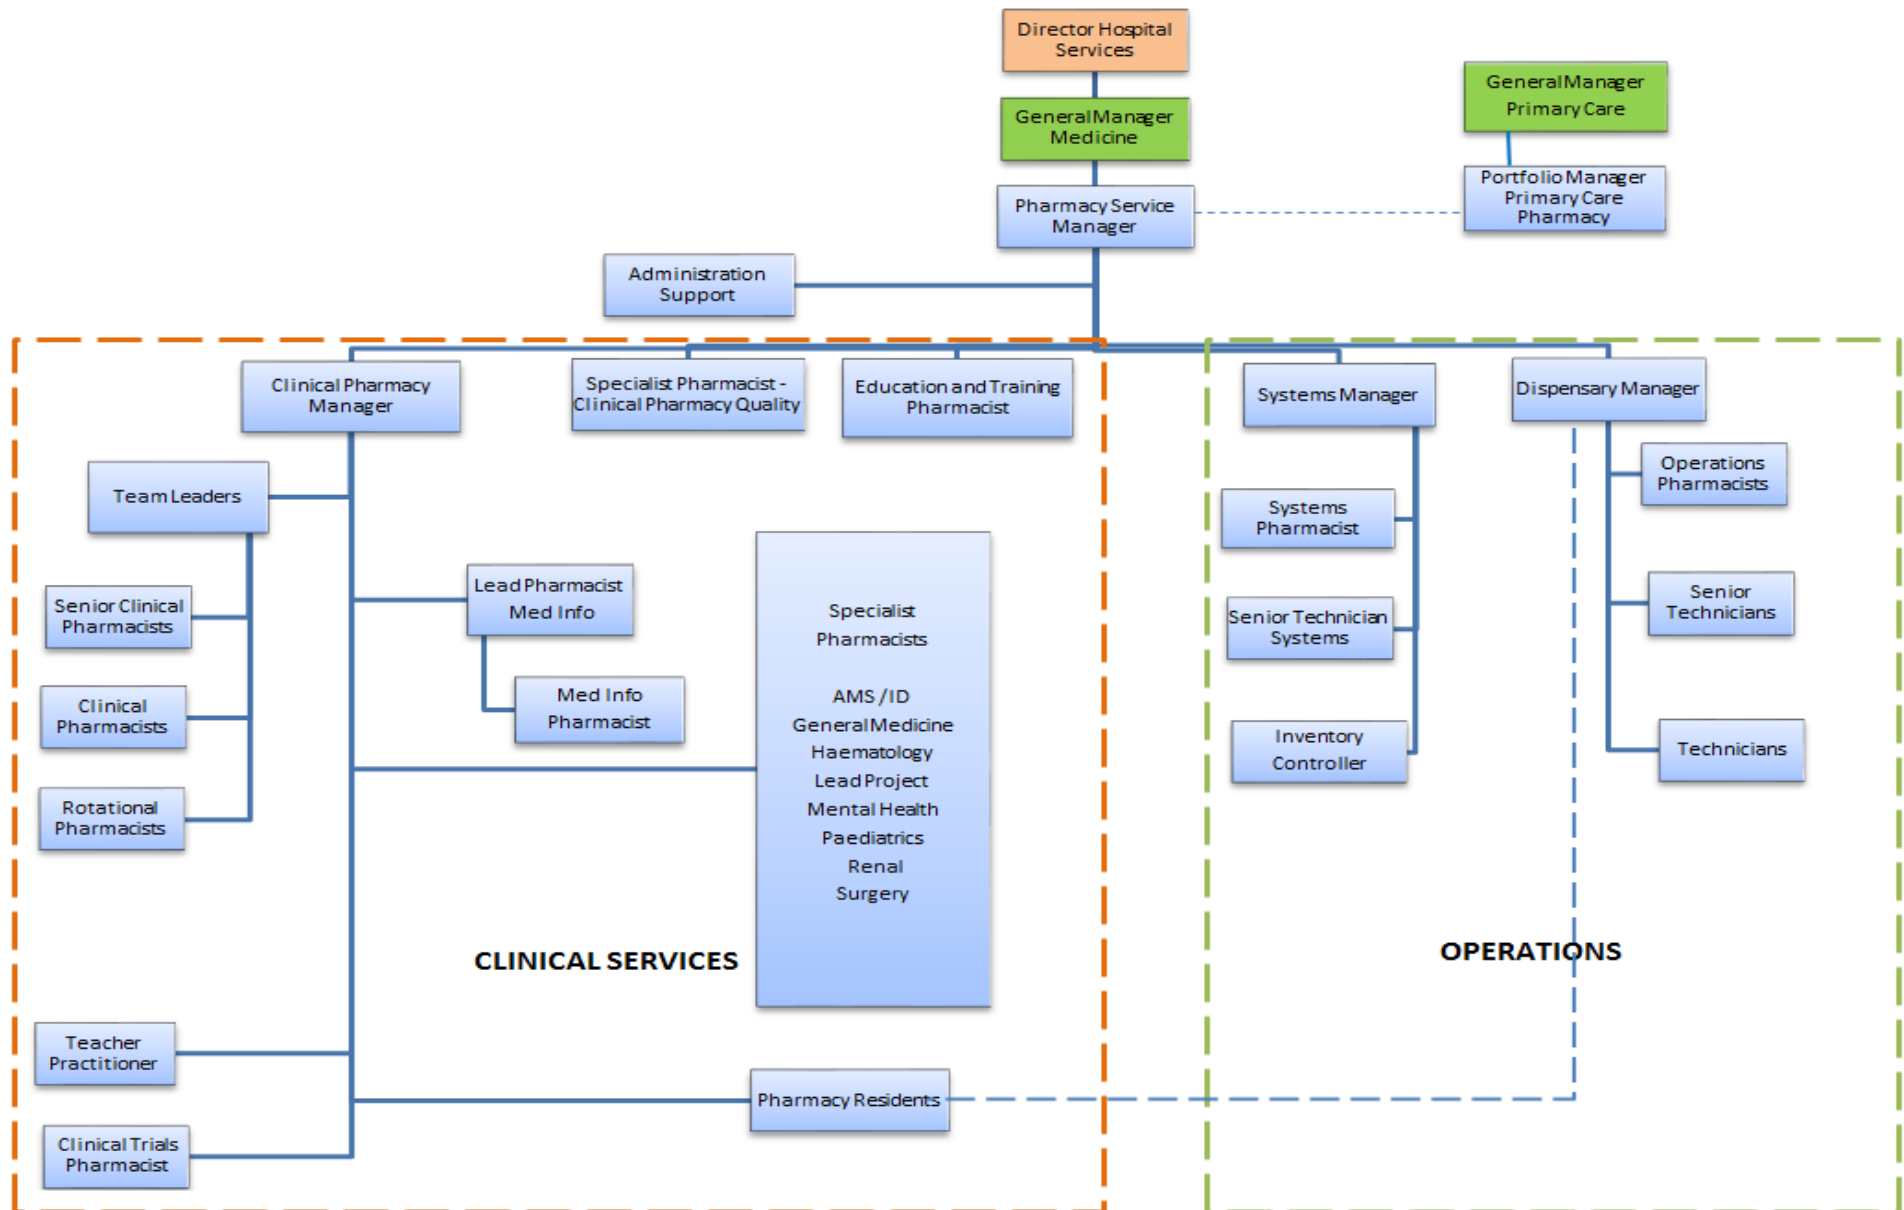 Director Hospital
Services
General Manager
Medicine
General Manager
Primary Care
Portfolio Manager
Primary Care
Pharmacy
Pharmacy Service
Manager
Administration
Support
Clinical Pharmacy
Manager
Specialist Pharmacist -
Clinical Pharmacy Quality
Education and Training
Pharmacist
Systems Manager
Dispensary Manager
Team Leaders
Senior Clinical
Pharmacists
Clinical
Pharmacists
Rotational
Pharmacists
Lead Pharmacist
Med Info
Med Info
Pharmacist
Specialist
Pharmacists
AMS /ID
General Medicine
Haematology
Lead Project
Mental Health
Paediatrics
Renal
Surgery
Systems
Pharmacist
Senior Technician
Systems
Inventory
Controller
Operations
Pharmacists
Senior
Technicians
Technicians
CLINICAL SERVICES
OPERATIONS
Teacher
Practitioner
Pharmacy Residents
Clinical Trials
Pharmacist